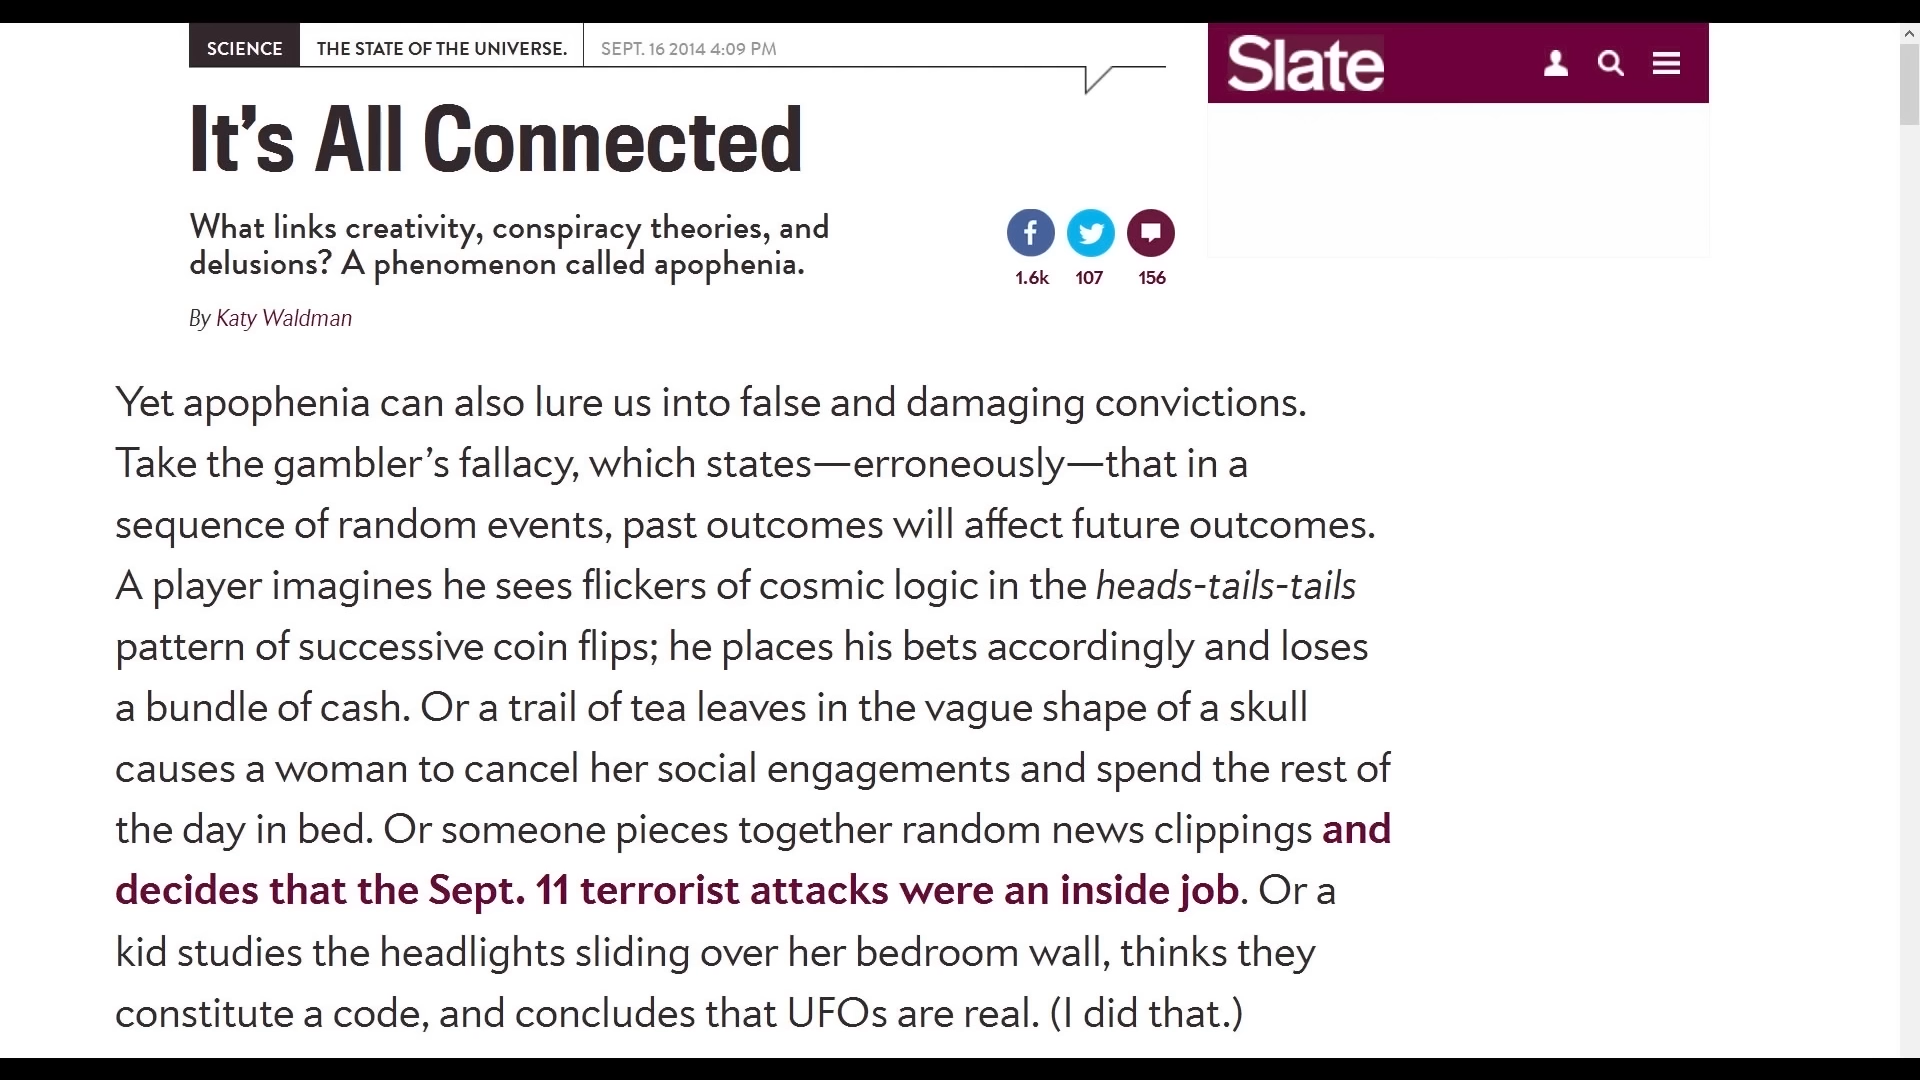 SCIENCE THE STATE OF THE UNIVERSE. SEPT. 16 2014 4:09 PM
Slate
It’s All Connected
What links creativity, conspiracy theories, and
delusions? A phenomenon called apophenia.
1.6k 107 156
By Katy Waldman
Yet apophenia can also lure us into false and damaging convictions.
Take the gambler’s fallacy, which states—erroneously—that in a
sequence of random events, past outcomes will affect future outcomes.
A player imagines he sees flickers of cosmic logic in the heads-tails-tails
pattern of successive coin flips; he places his bets accordingly and loses
a bundle of cash. Or a trail of tea leaves in the vague shape of a skull
causes a woman to cancel her social engagements and spend the rest of
the day in bed. Or someone pieces together random news clippings and
decides that the Sept. 11 terrorist attacks were an inside job. Or a
kid studies the headlights sliding over her bedroom wall, thinks they
constitute a code, and concludes that UFOs are real. (I did that.)